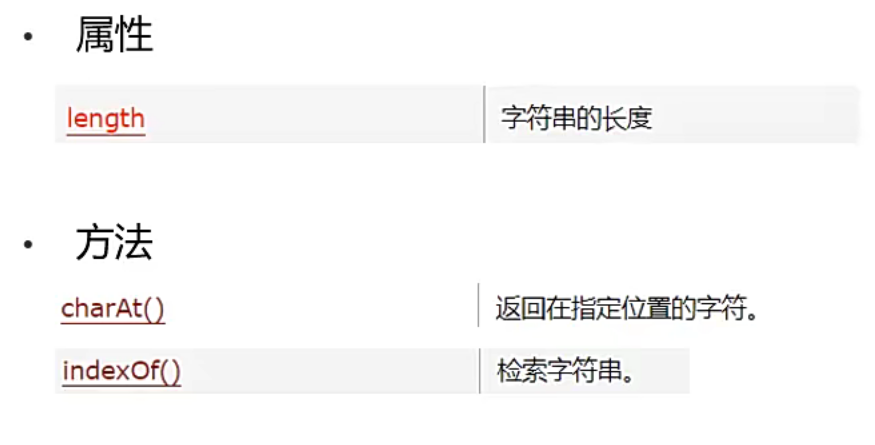 • 属性
length 字符串的长度
• 方法
charAt() 返回在指定位置的字符。
indexOf() 检索字符串。